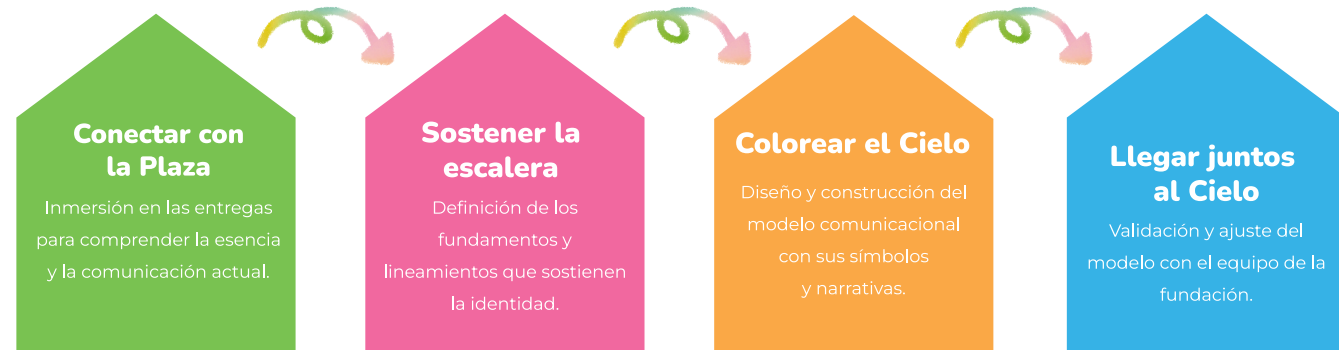 Conectar con
la Plaza
Inmersión en las entregas
para comprender la esencia
y la comunicación actual.
Sostener la
escalera
Definición de los
fundamentos y
lineamientos que sostienen
la identidad.
Colorear el Cielo
Diseño y construcción del
modelo comunicacional
con sus símbolos
y narrativas.
Llegar juntos
al Cielo
Validación y ajuste del
modelo con el equipo de la
fundación.